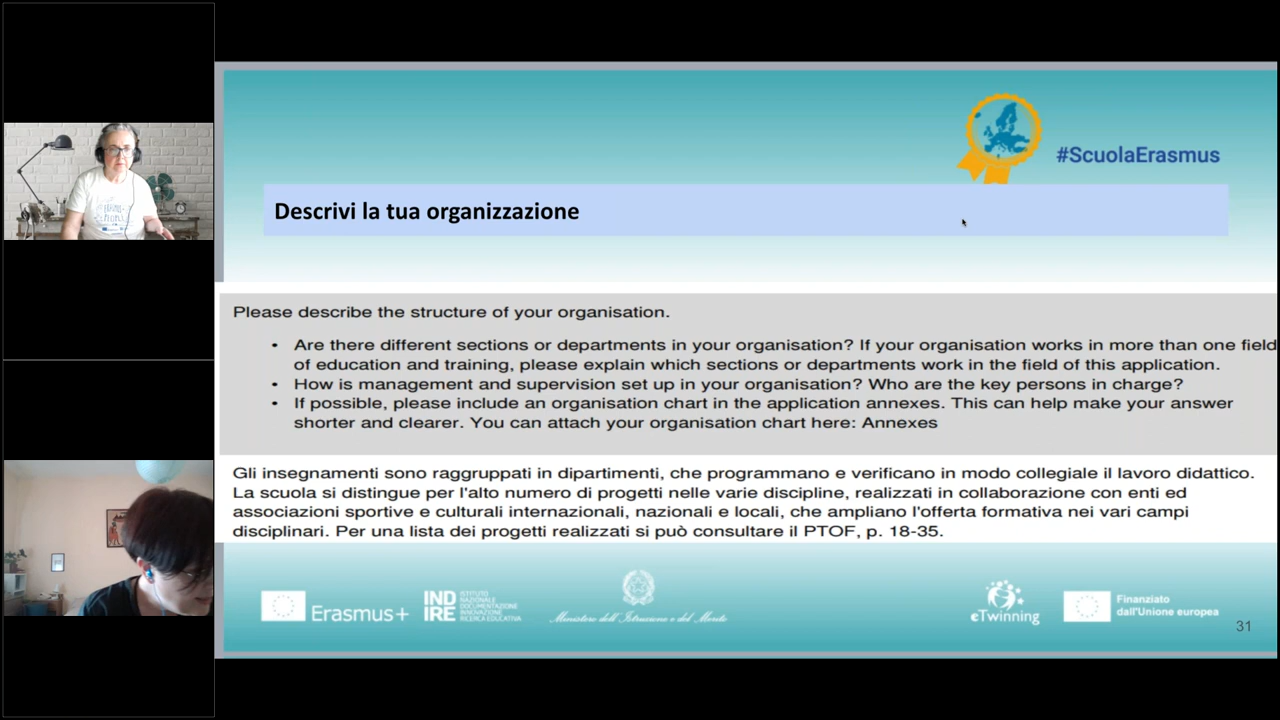 #ScuolaErasmus
Descrivi la tua organizzazione
Please describe the structure of your organisation.
• Are there different sections or departments in your organisation? If your organisation works in more than one field
of education and training, please explain which sections or departments work in the field of this application.
• How is management and supervision set up in your organisation? Who are the key persons in charge?
• If possible, please include an organisation chart in the application annexes. This can help make your answer
shorter and clearer. You can attach your organisation chart here: Annexes
Gli insegnamenti sono raggruppati in dipartimenti, che programmano e verificano in modo collegiale il lavoro didattico.
La scuola si distingue per l'alto numero di progetti nelle varie discipline, realizzati in collaborazione con enti ed
associazioni sportive e culturali internazionali, nazionali e locali, che ampliano l'offerta formativa nei vari campi
disciplinari. Per una lista dei progetti realizzati si può consultare il PTOF, p. 18-35.
Erasmus+
IND
IRE
ISTITUTO
NAZIONALE
DOCUMENTAZIONE
INNOVAZIONE
RICERCA EDUCATIVA
Ministero dell'Istruzione e del Merito
eTwinning
Finanziato
dall'Unione europea
31